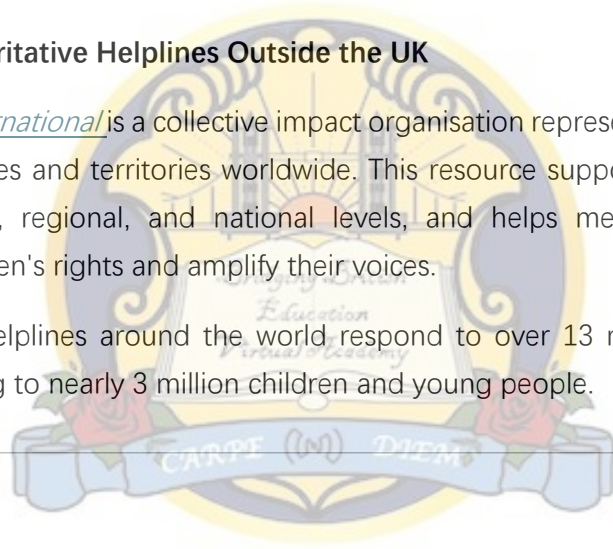 ritative Helplines Outside the UK
rnational is a collective impact organisation represe
es and territories worldwide. This resource suppo
, regional, and national levels, and helps me
en's rights and amplify their voices.
Education
Virtual Academy
elplines around the world respond to over 13 r
g to nearly 3 million children and young people.
CARPE DIEM